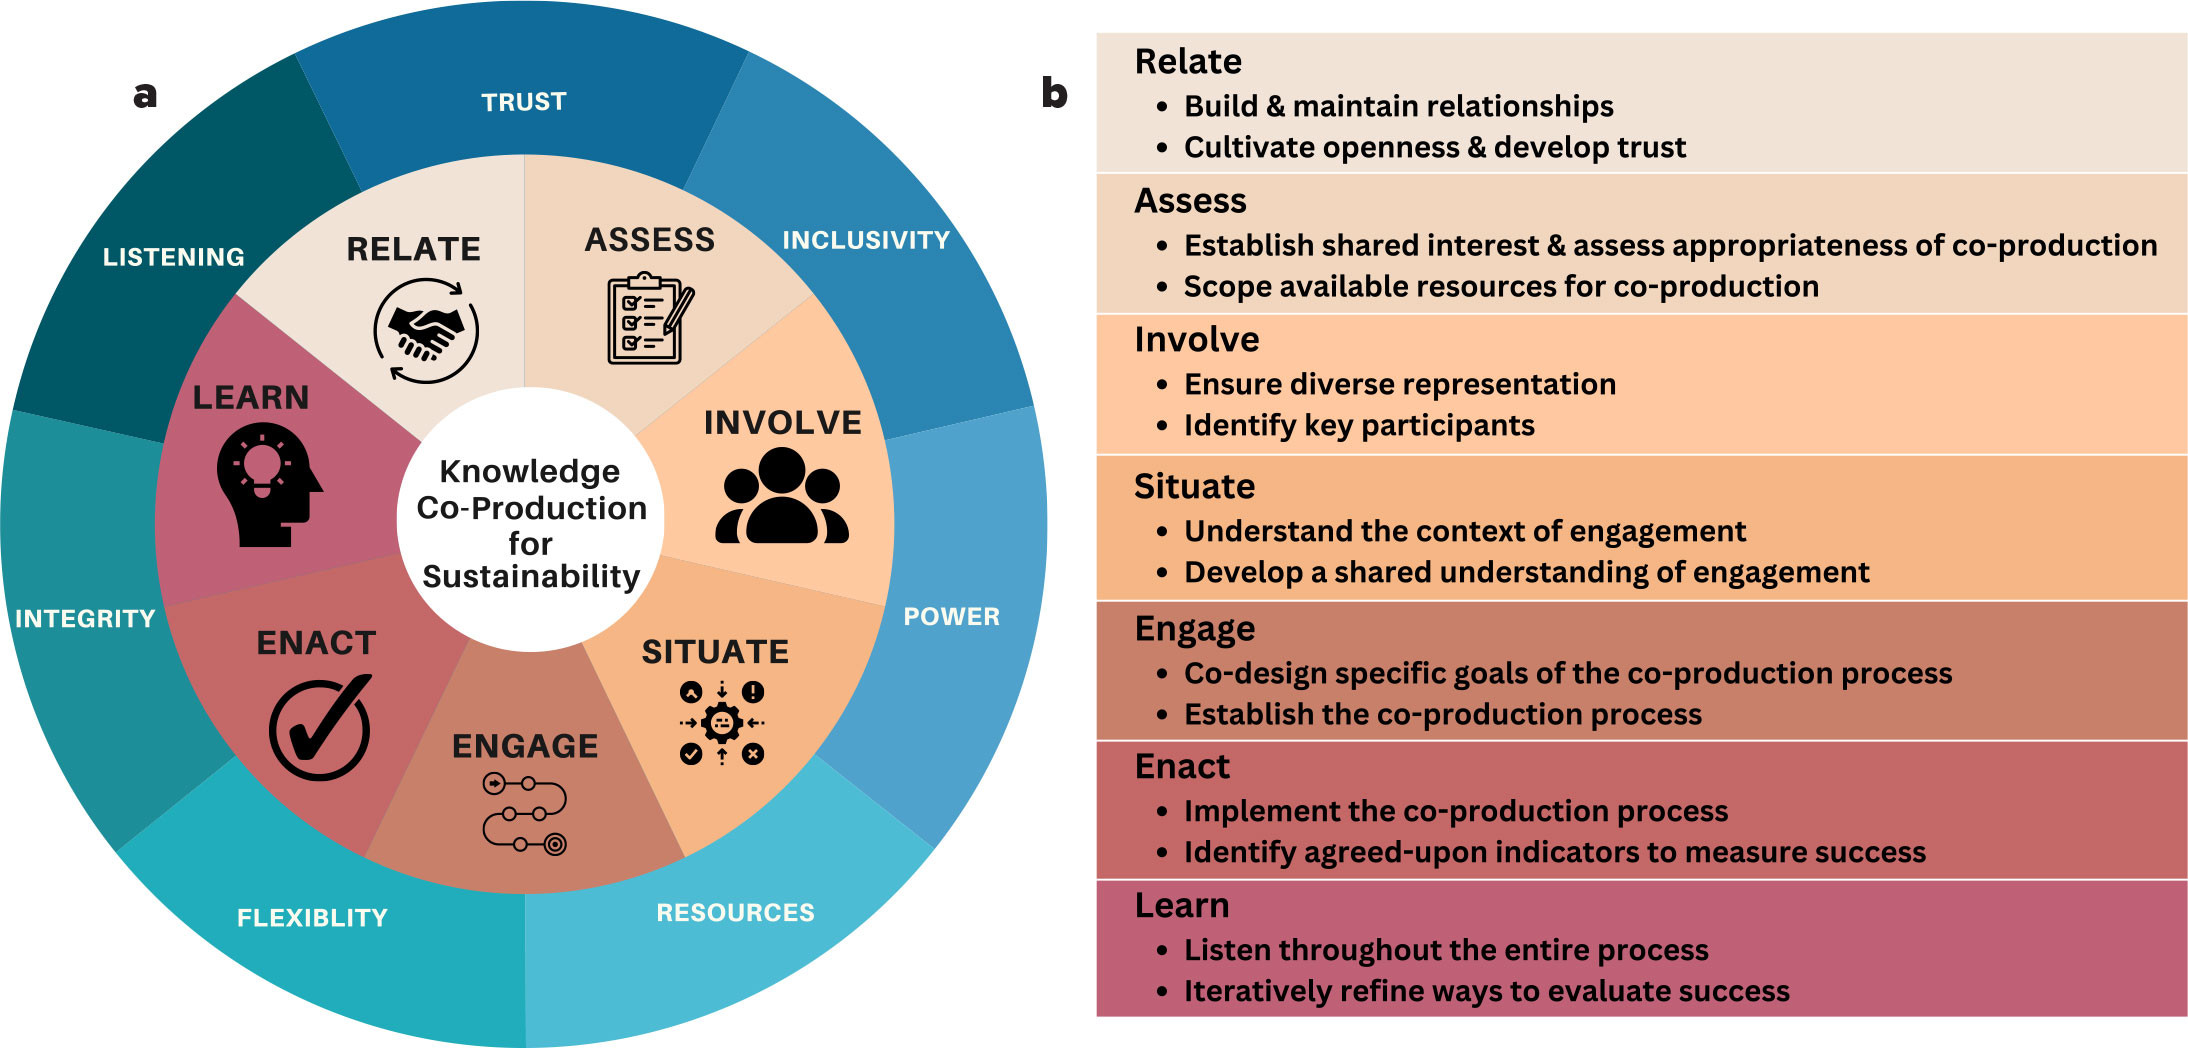 a
TRUST
LISTENING
INCLUSIVITY
RELATE
ASSESS
LEARN
INVOLVE
Knowledge
Co-Production
for
Sustainability
INTEGRITY
POWER
ENACT
SITUATE
ENGAGE
FLEXIBLITY
RESOURCES
b
Relate
• Build & maintain relationships
• Cultivate openness & develop trust
Assess
• Establish shared interest & assess appropriateness of co-production
• Scope available resources for co-production
Involve
• Ensure diverse representation
• Identify key participants
Situate
• Understand the context of engagement
• Develop a shared understanding of engagement
Engage
• Co-design specific goals of the co-production process
• Establish the co-production process
Enact
• Implement the co-production process
• Identify agreed-upon indicators to measure success
Learn
• Listen throughout the entire process
• Iteratively refine ways to evaluate success